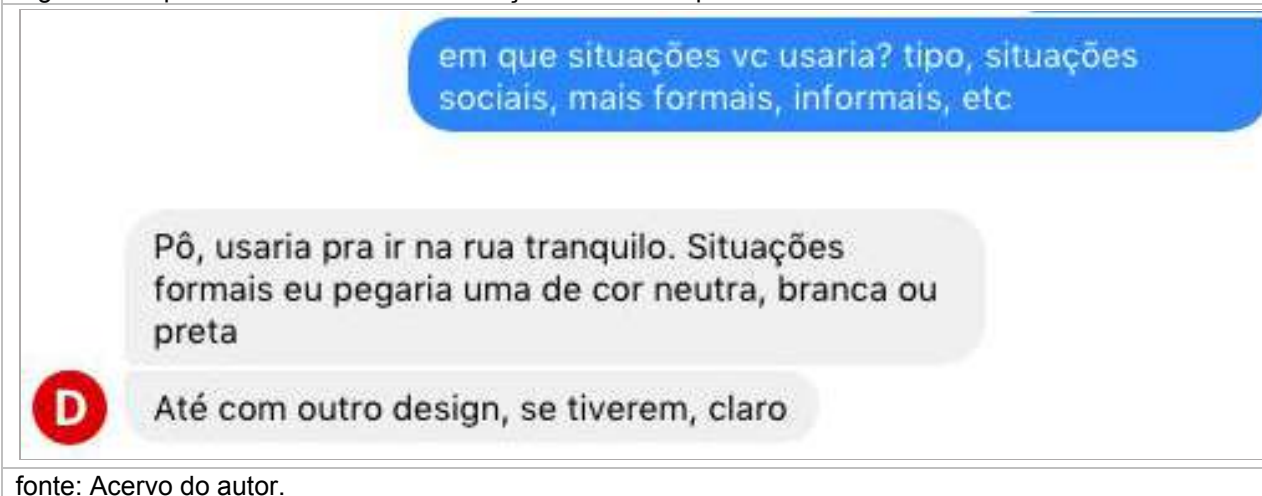 em que situações vc usaria? tipo, situações
sociais, mais formais, informais, etc
Pô, usaria pra ir na rua tranquilo. Situações
formais eu pegaria uma de cor neutra, branca ou
preta
D
Até com outro design, se tiverem, claro
fonte: Acervo do autor.